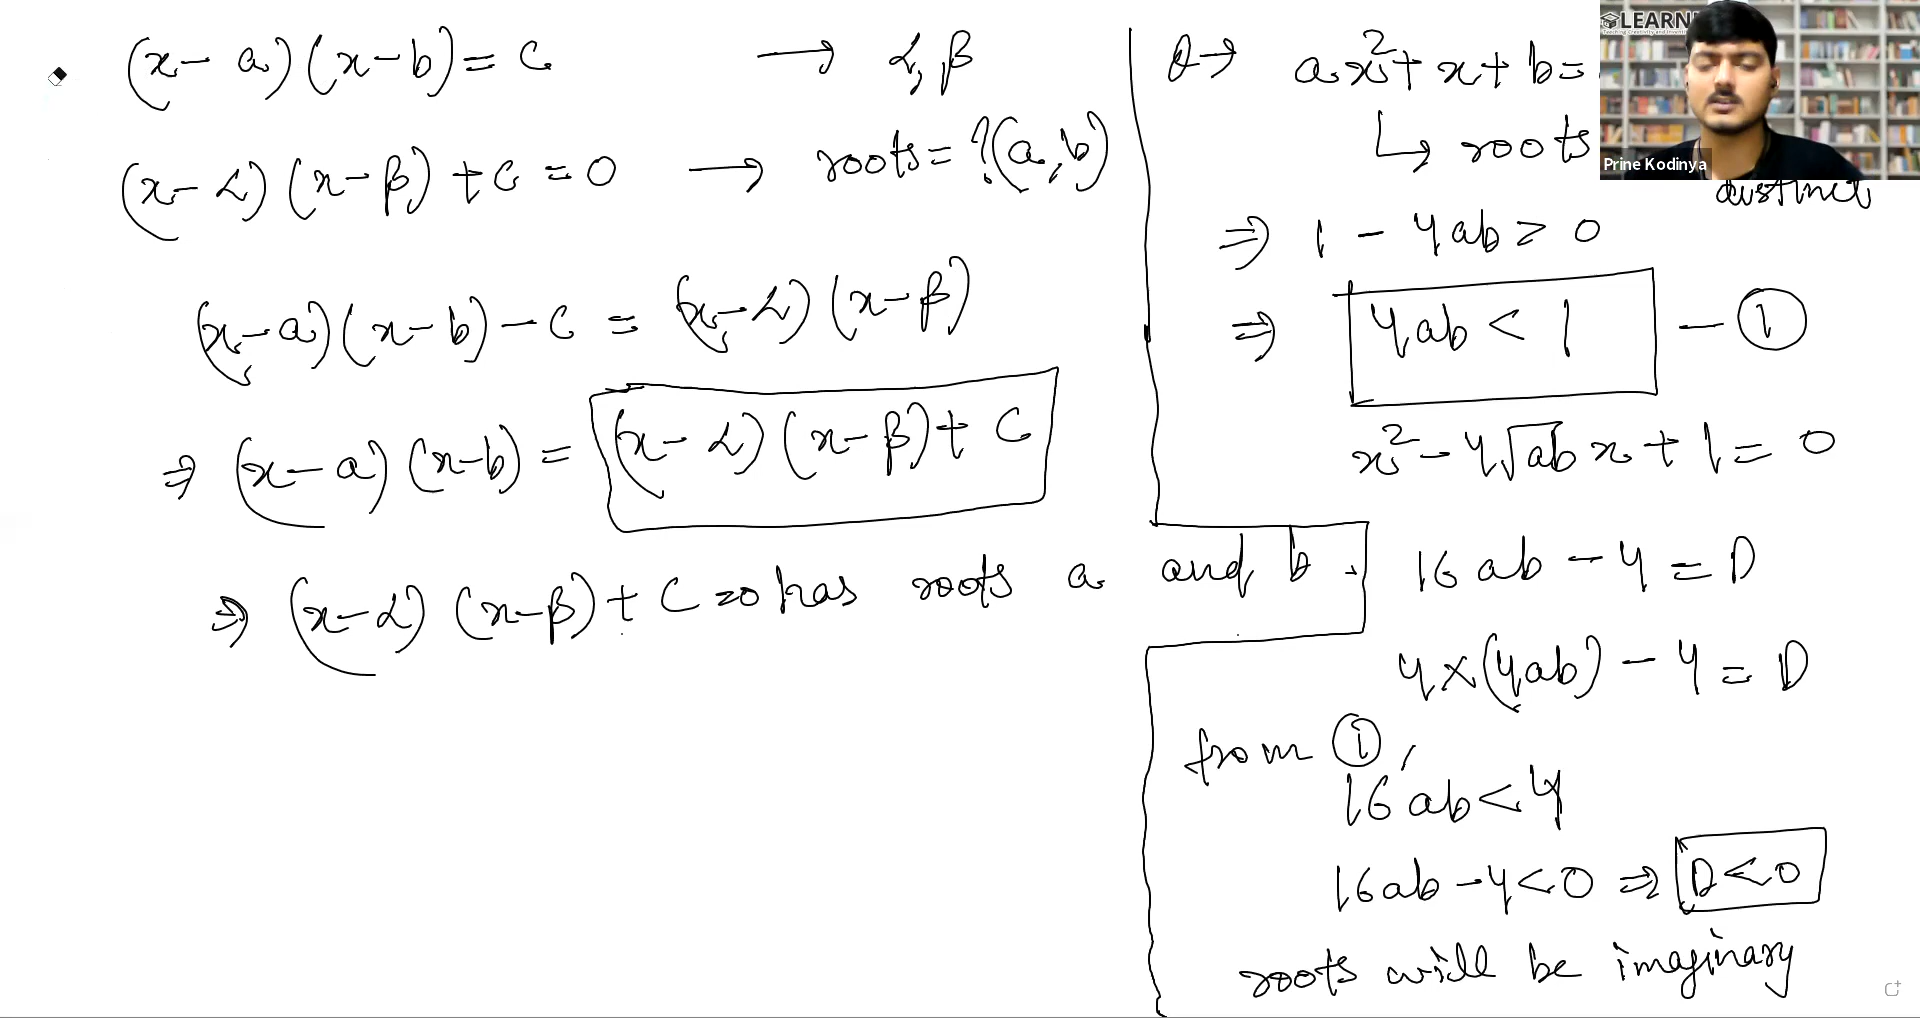 (x - a)(x - b) = c → α, β
(x - α)(x - β) + c = 0 → roots = ?(a, b)
(x - a)(x - b) - c = (x - α)(x - β)
⇒ (x - a)(x - b) = (x - α)(x - β) + c
⇒ (x - α)(x - β) + c = 0 has roots a and b.
Q → ax² + x + b =
↳ roots
distinct
⇒ 1 - 4ab > 0
⇒ 4ab < 1 — ①
x² - 4√ab x + 1 = 0
16ab - 4 = D
4×(4ab) - 4 = D
from ①,
16ab < 4
16ab - 4 < 0 ⇒ D < 0
roots will be imaginary
LEARN
Prine Kodinya